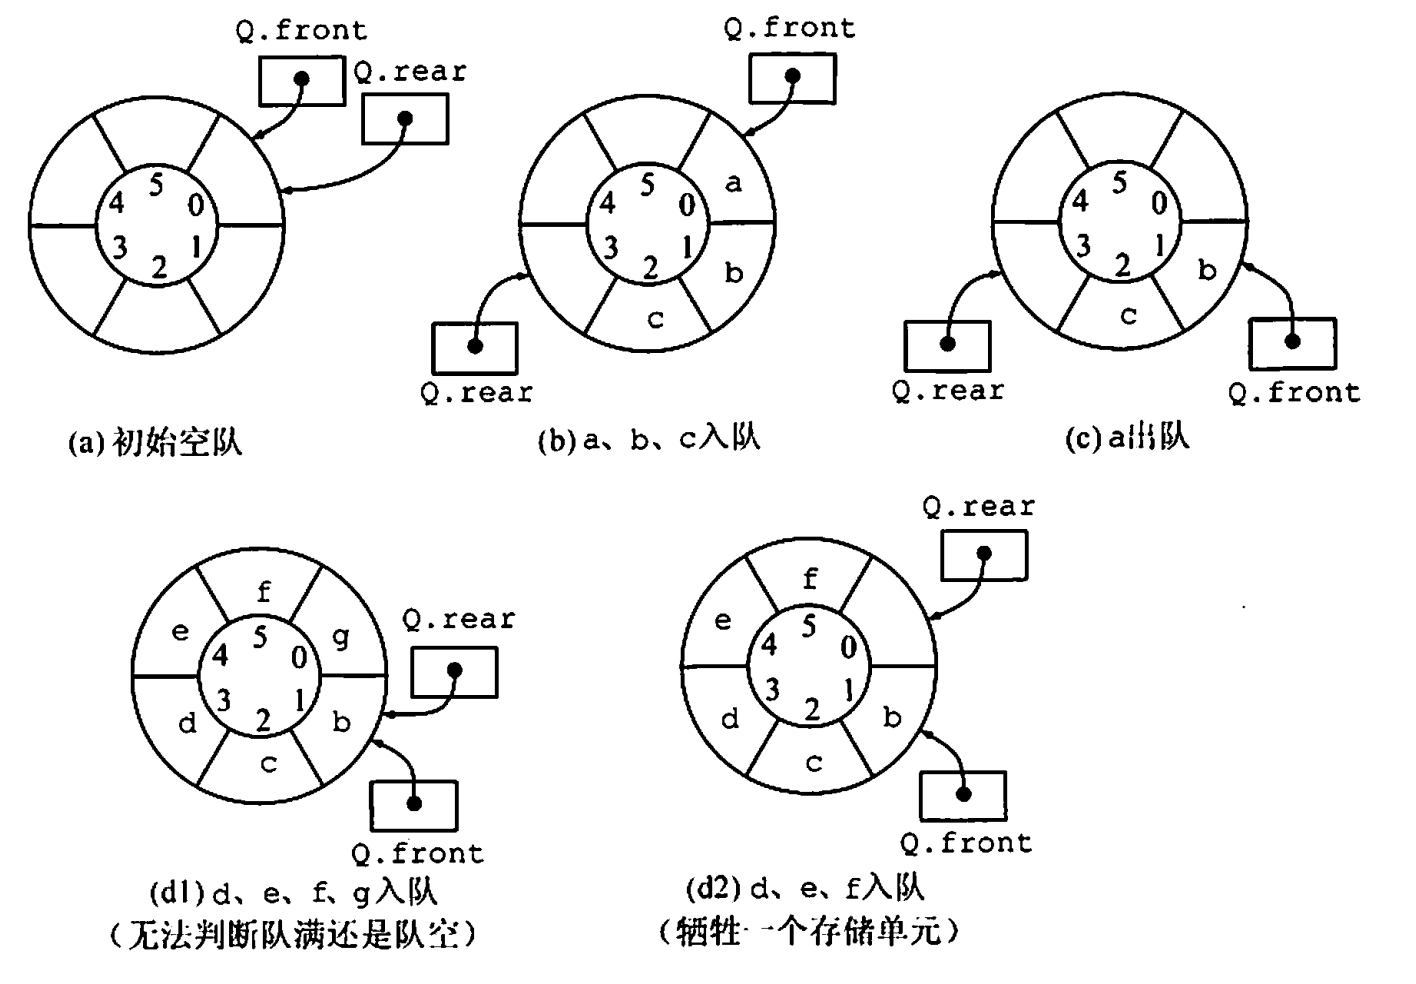 Q.front
Q.rear
4 5 0
3 2 1
(a)初始空队
Q.front
a
4 5 0
3 2 1
b
c
Q.rear
(b)a、b、c入队
4 5 0
3 2 1
b
c
Q.rear
Q.front
(c)a出队
f
e
g
4 5 0
3 2 1
d
b
c
Q.rear
Q.front
(d1)d、e、f、g入队
(无法判断队满还是队空)
Q.rear
f
e
4 5 0
3 2 1
d
b
c
Q.front
(d2)d、e、f入队
(牺牲一个存储单元)